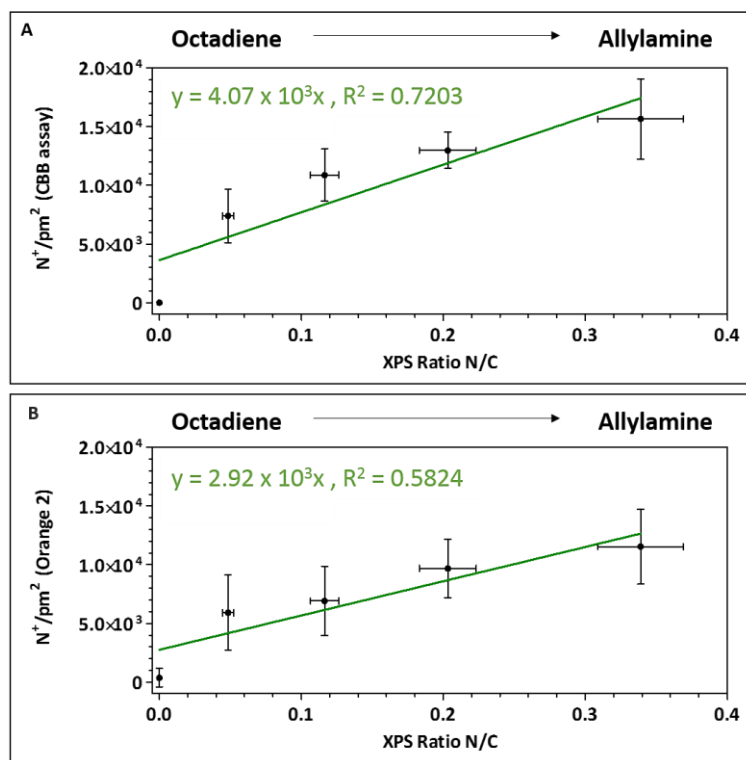 A
Octadiene Allylamine
y = 4.07 x 10³x , R² = 0.7203
2.0×10⁴
1.5×10⁴
1.0×10⁴
5.0×10³
0
N⁺/pm² (CBB assay)
0.0 0.1 0.2 0.3 0.4
XPS Ratio N/C
B
Octadiene Allylamine
y = 2.92 x 10³x , R² = 0.5824
2.0×10⁴
1.5×10⁴
1.0×10⁴
5.0×10³
0
N⁺/pm² (Orange 2)
0.0 0.1 0.2 0.3 0.4
XPS Ratio N/C